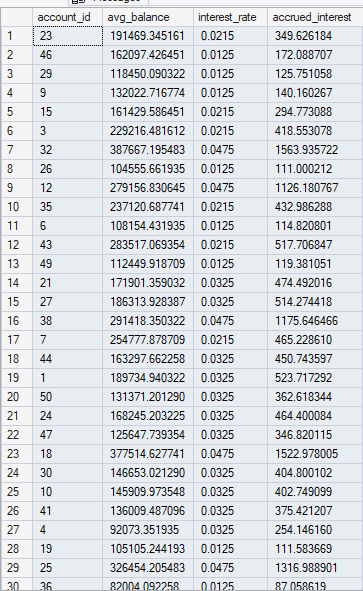 account_id avg_balance interest_rate accrued_interest
1 23 191469.345161 0.0215 349.626184
2 46 162097.426451 0.0125 172.088707
3 29 118450.090322 0.0125 125.751058
4 9 132022.716774 0.0125 140.160267
5 15 161429.586451 0.0215 294.773088
6 3 229216.481612 0.0215 418.553078
7 32 387667.195483 0.0475 1563.935722
8 26 104555.661935 0.0125 111.000212
9 12 279156.830645 0.0475 1126.180767
10 35 237120.687741 0.0215 432.986288
11 6 108154.431935 0.0125 114.820801
12 43 283517.069354 0.0215 517.706847
13 49 112449.918709 0.0125 119.381051
14 21 171901.359032 0.0325 474.492016
15 27 186313.928387 0.0325 514.274418
16 38 291418.350322 0.0475 1175.646466
17 7 254777.878709 0.0215 465.228610
18 44 163297.662258 0.0325 450.743597
19 1 189734.940322 0.0325 523.717292
20 50 131371.201290 0.0325 362.618344
21 24 168245.203225 0.0325 464.400084
22 47 125647.739354 0.0325 346.820115
23 18 377514.627741 0.0475 1522.978005
24 30 146653.021290 0.0325 404.800102
25 10 145909.973548 0.0325 402.749099
26 41 136009.487096 0.0325 375.421207
27 4 92073.351935 0.0325 254.146160
28 19 105105.244193 0.0125 111.583669
29 25 326454.205483 0.0475 1316.988901
30 36 82004.092258 0.0125 87.058619